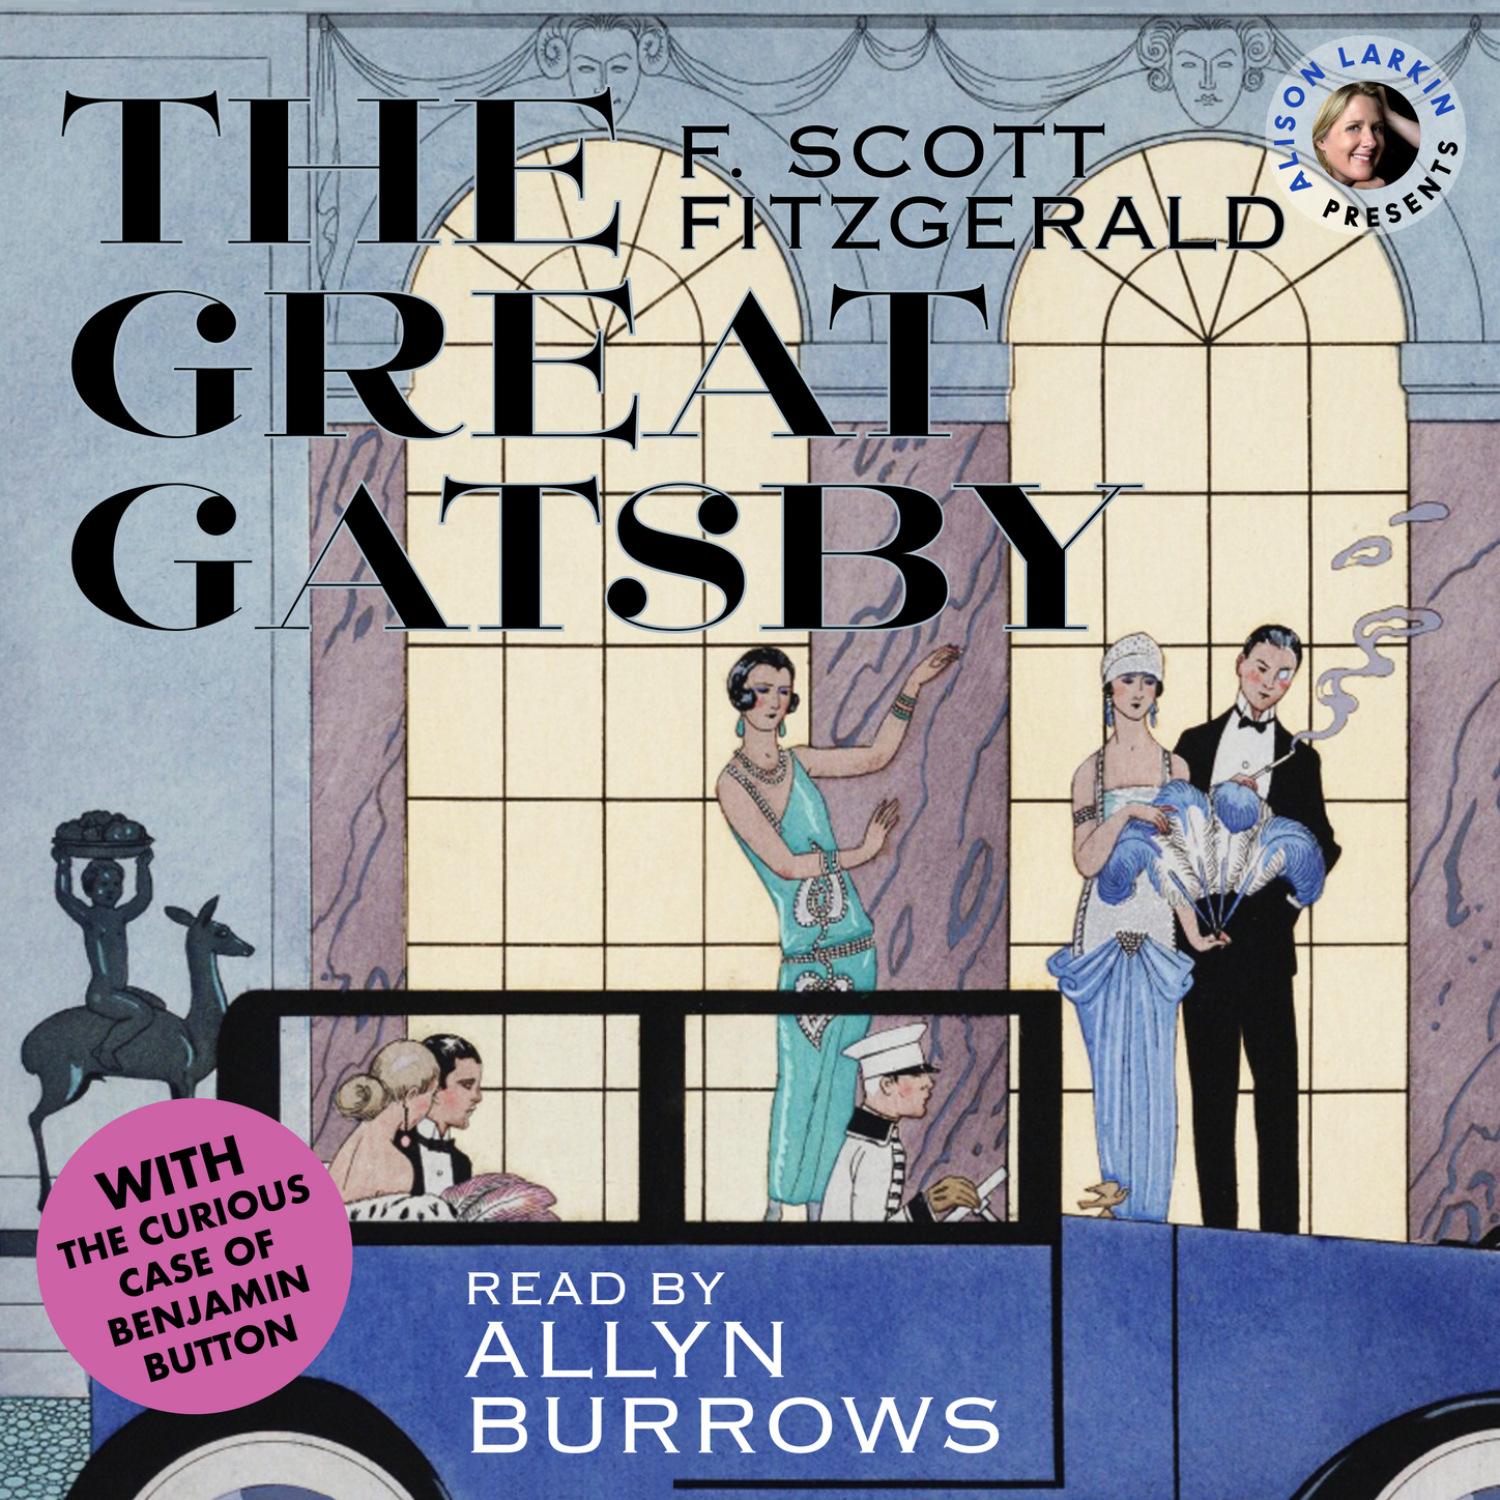 THE
GREAT
GATSBY
F. SCOTT
FITZGERALD
ALISON LARKIN
PRESENTS
WITH
THE CURIOUS
CASE OF
BENJAMIN
BUTTON
READ BY
ALLYN
BURROWS